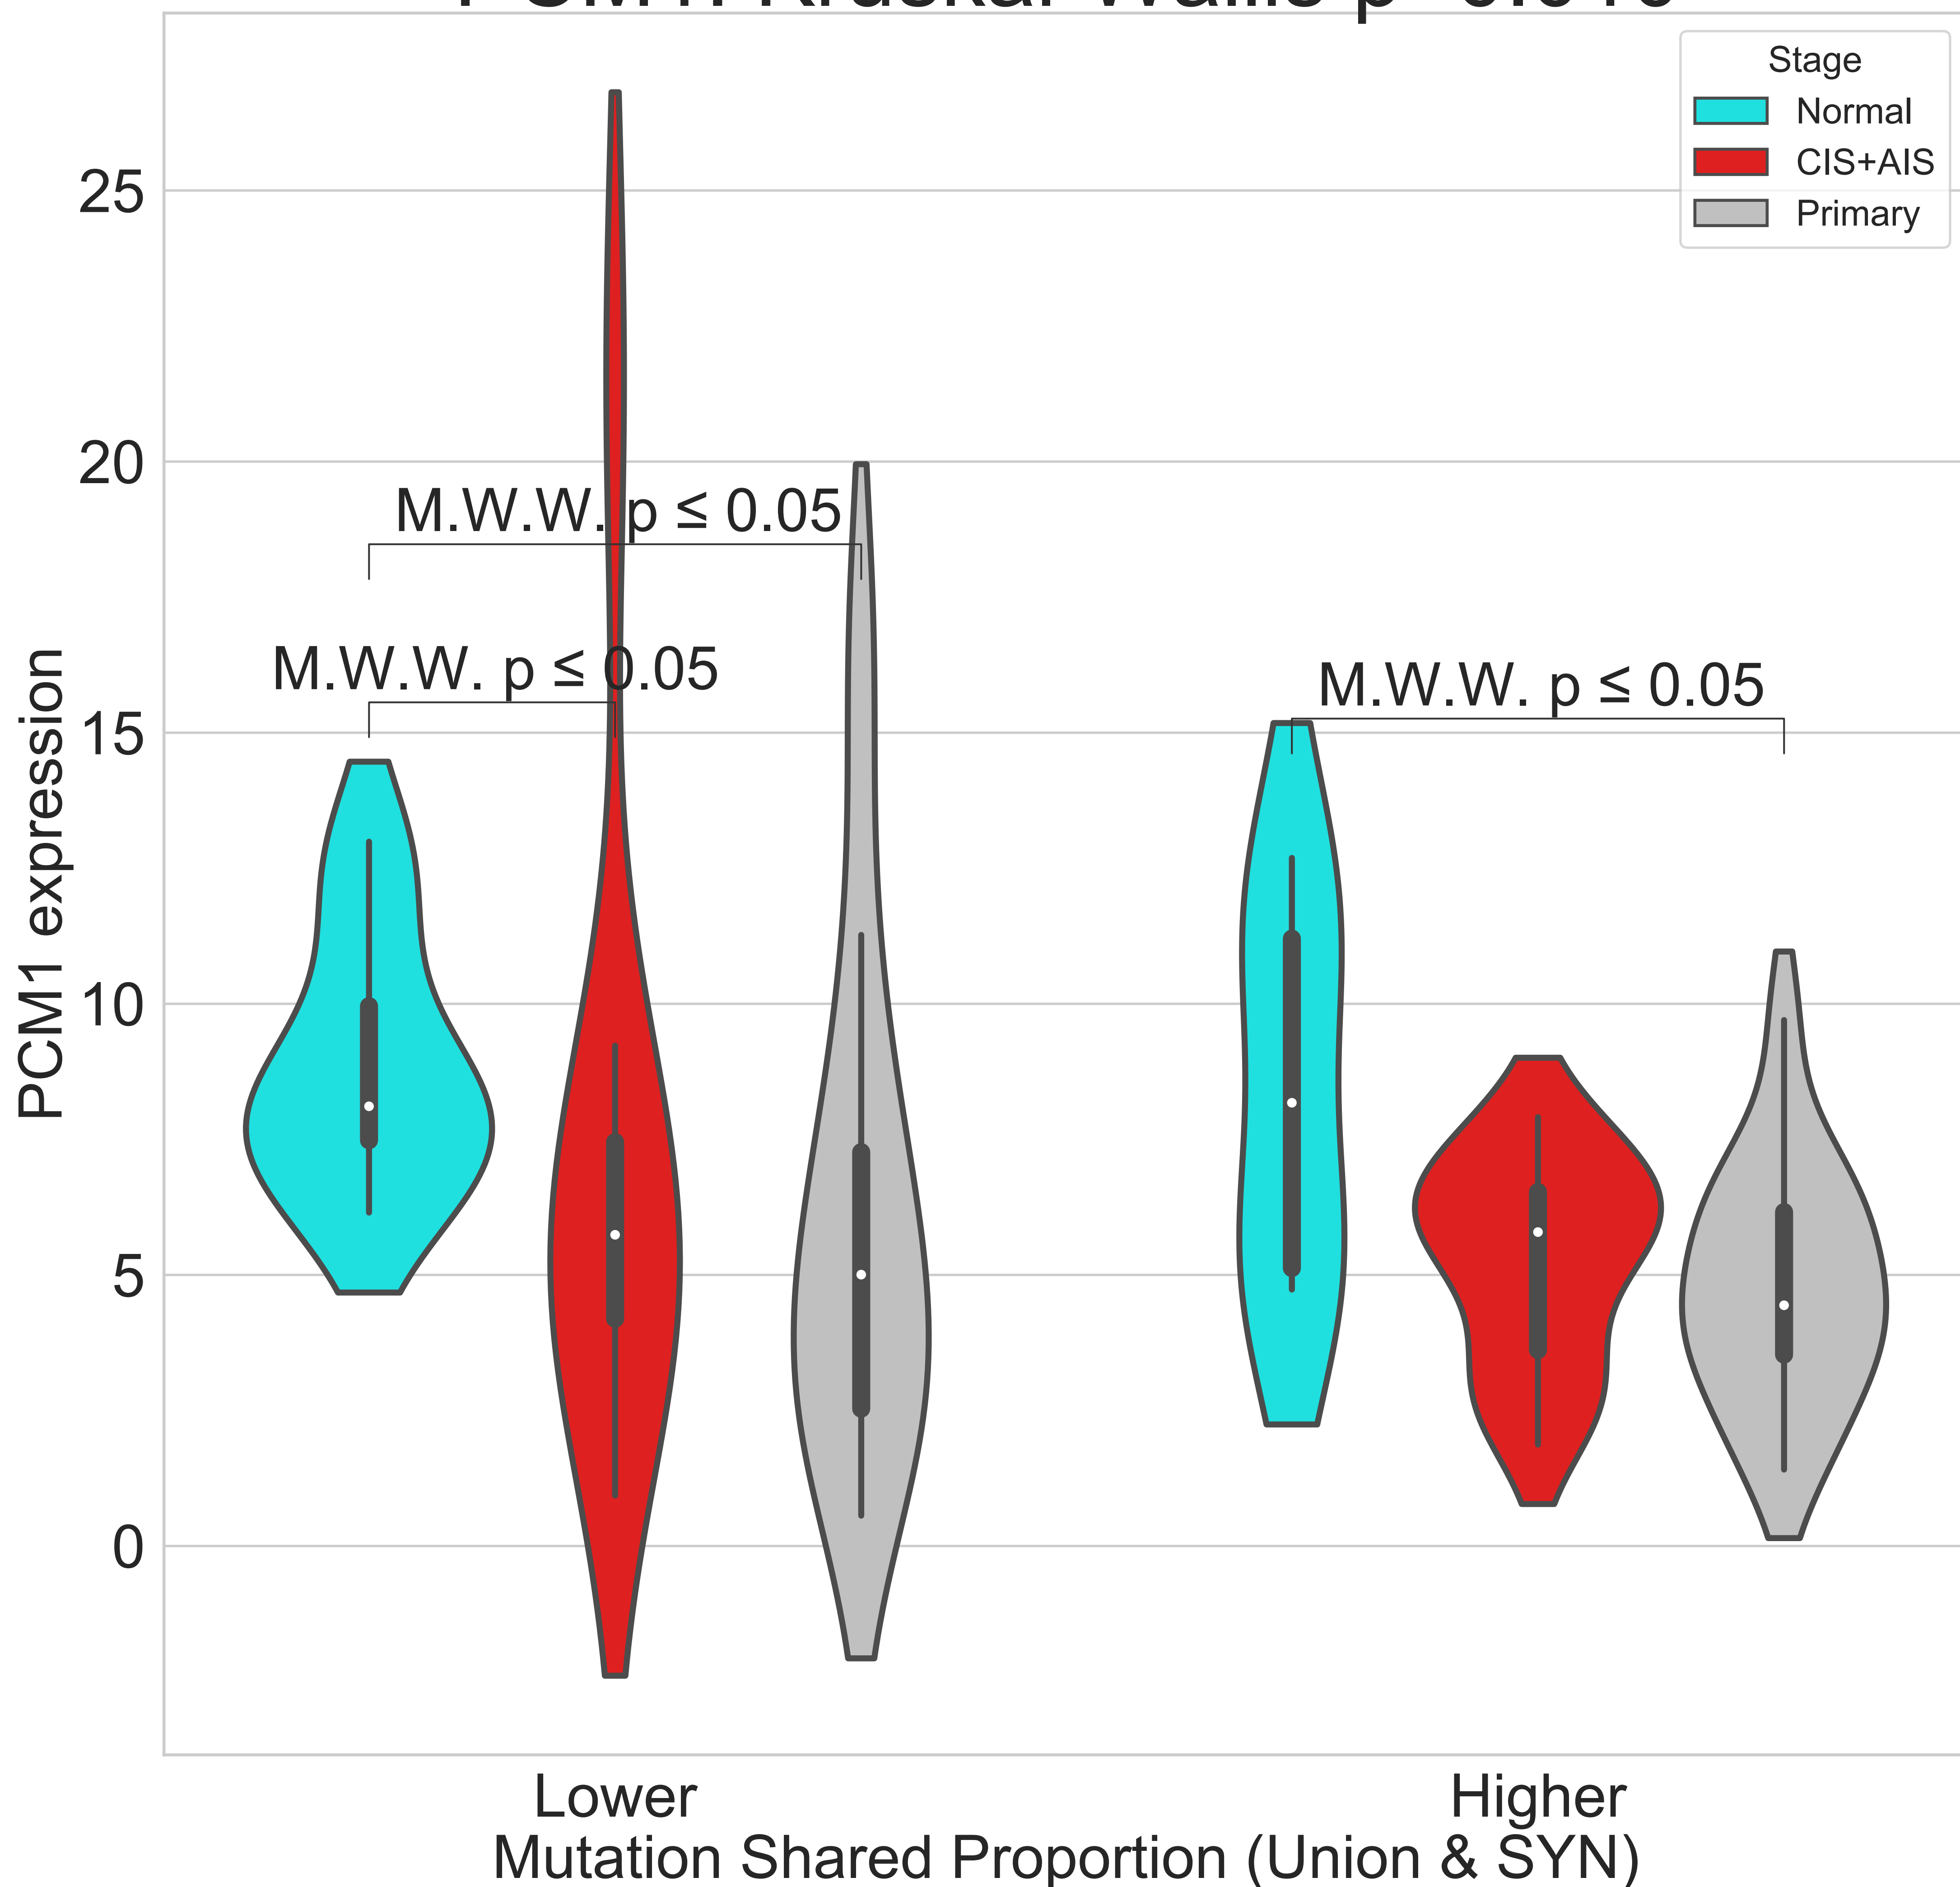 Stage
Normal
CIS+AIS
Primary
25
20
15
10
5
0
PCM1 expression
M.W.W. p ≤ 0.05
M.W.W. p ≤ 0.05
M.W.W. p ≤ 0.05
Lower
Higher
Mutation Shared Proportion (Union & SYN)